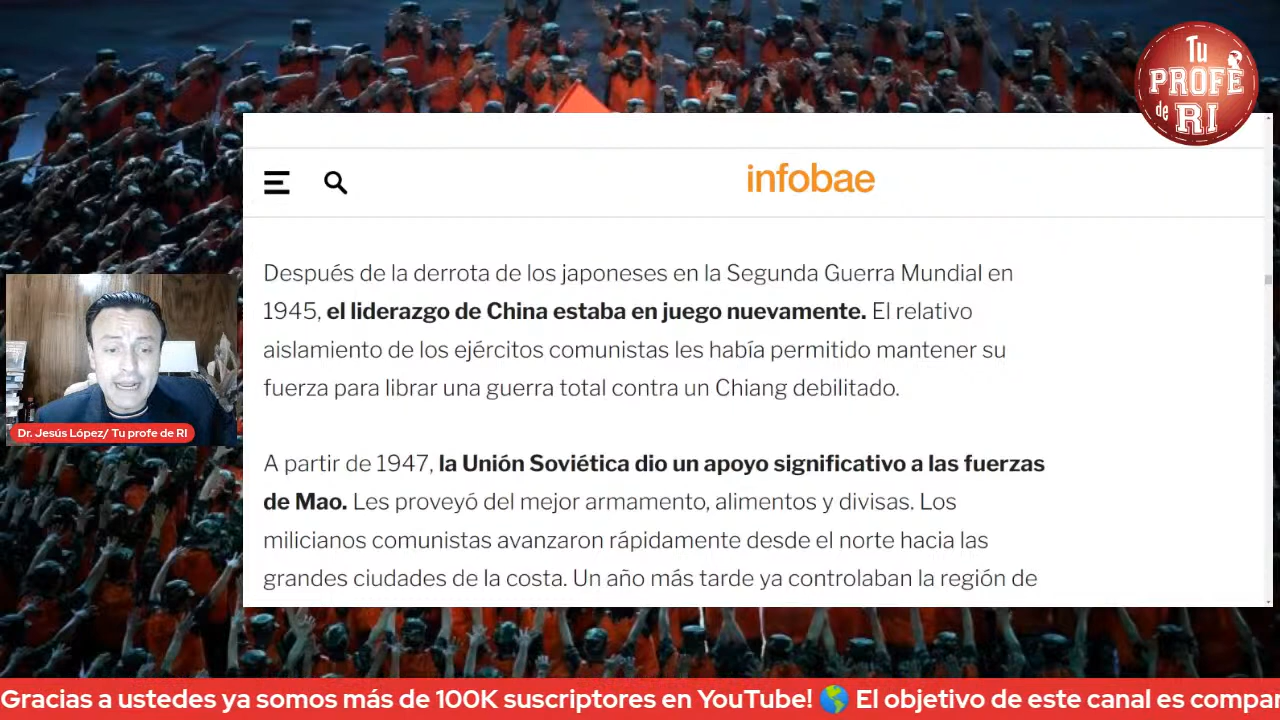 Tu
PROFE
de RI
infobae
Después de la derrota de los japoneses en la Segunda Guerra Mundial en
1945, el liderazgo de China estaba en juego nuevamente. El relativo
aislamiento de los ejércitos comunistas les había permitido mantener su
fuerza para librar una guerra total contra un Chiang debilitado.
A partir de 1947, la Unión Soviética dio un apoyo significativo a las fuerzas
de Mao. Les proveyó del mejor armamento, alimentos y divisas. Los
milicianos comunistas avanzaron rápidamente desde el norte hacia las
grandes ciudades de la costa. Un año más tarde ya controlaban la región de
Dr. Jesús López/ Tu profe de RI
Gracias a ustedes ya somos más de 100K suscriptores en YouTube! 🌎 El objetivo de este canal es compar